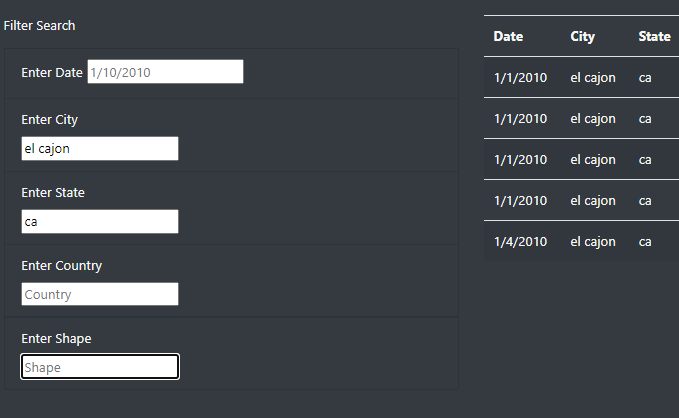 Filter Search
Enter Date 1/10/2010
Enter City
el cajon
Enter State
ca
Enter Country
Country
Enter Shape
Shape
Date City State
1/1/2010 el cajon ca
1/1/2010 el cajon ca
1/1/2010 el cajon ca
1/1/2010 el cajon ca
1/4/2010 el cajon ca